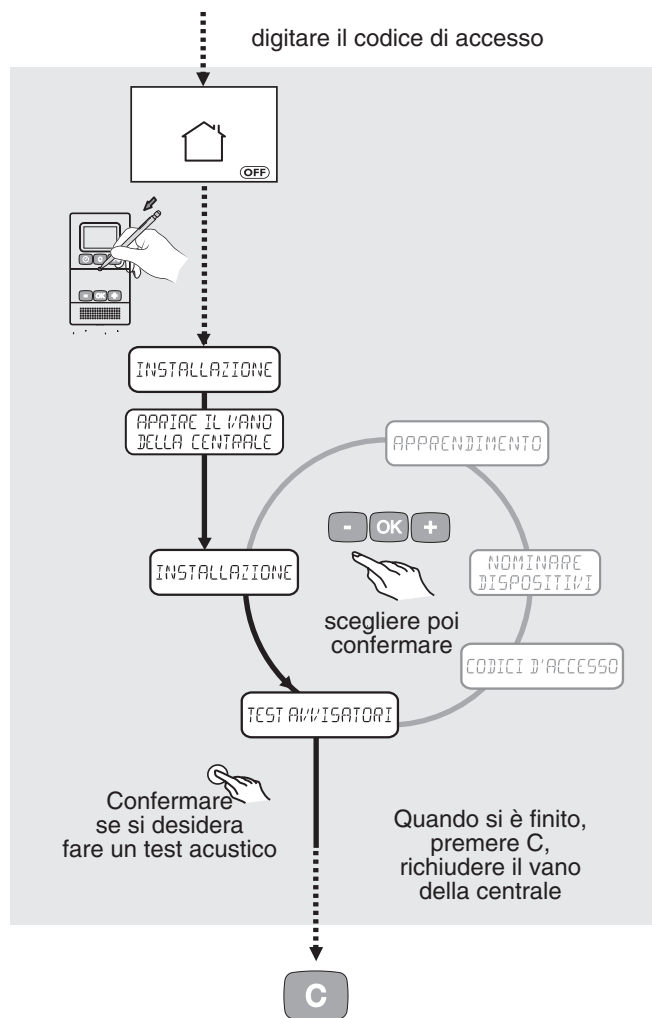 digitare il codice di accesso
OFF
- OK +
INSTALLAZIONE
APRIRE IL VANO
DELLA CENTRALE
APPRENDIMENTO
- OK +
INSTALLAZIONE
NOMINARE
DISPOSITIVI
scegliere poi
confermare
CODICI D'ACCESSO
TEST AVVISATORI
Confermare
se si desidera
fare un test acustico
Quando si è finito,
premere C,
richiudere il vano
della centrale
C